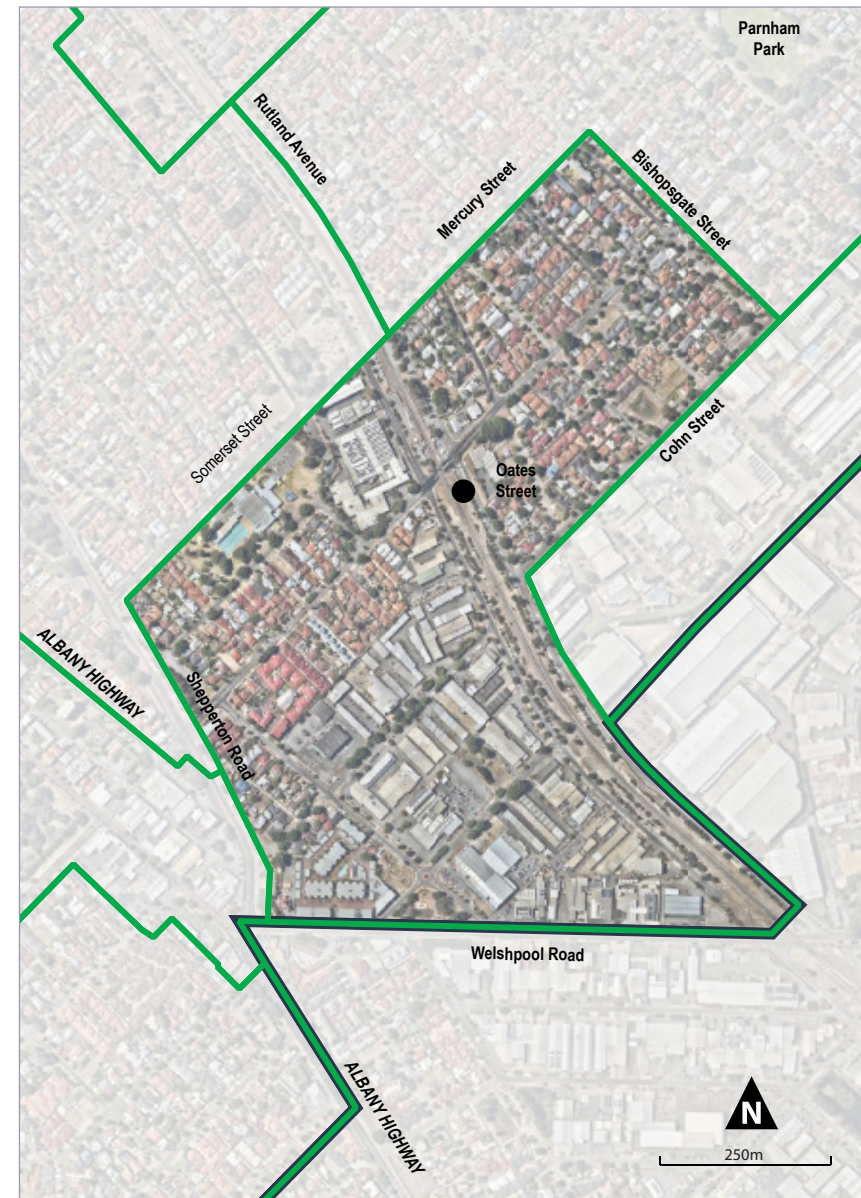 Parnham
Park
Rutland Avenue
Mercury Street
Bishopsgate Street
Somerset Street
Cohn Street
Oates
Street
ALBANY HIGHWAY
Shepperton Road
Welshpool Road
ALBANY HIGHWAY
N
250m